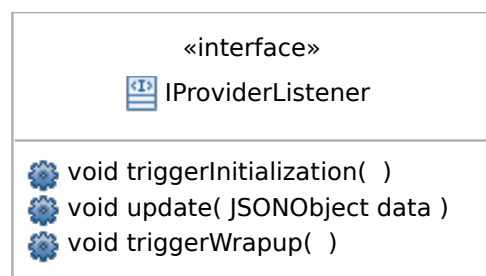 «interface»
IProviderListener
void triggerInitialization(  )
void update( JSONObject data )
void triggerWrapup(  )